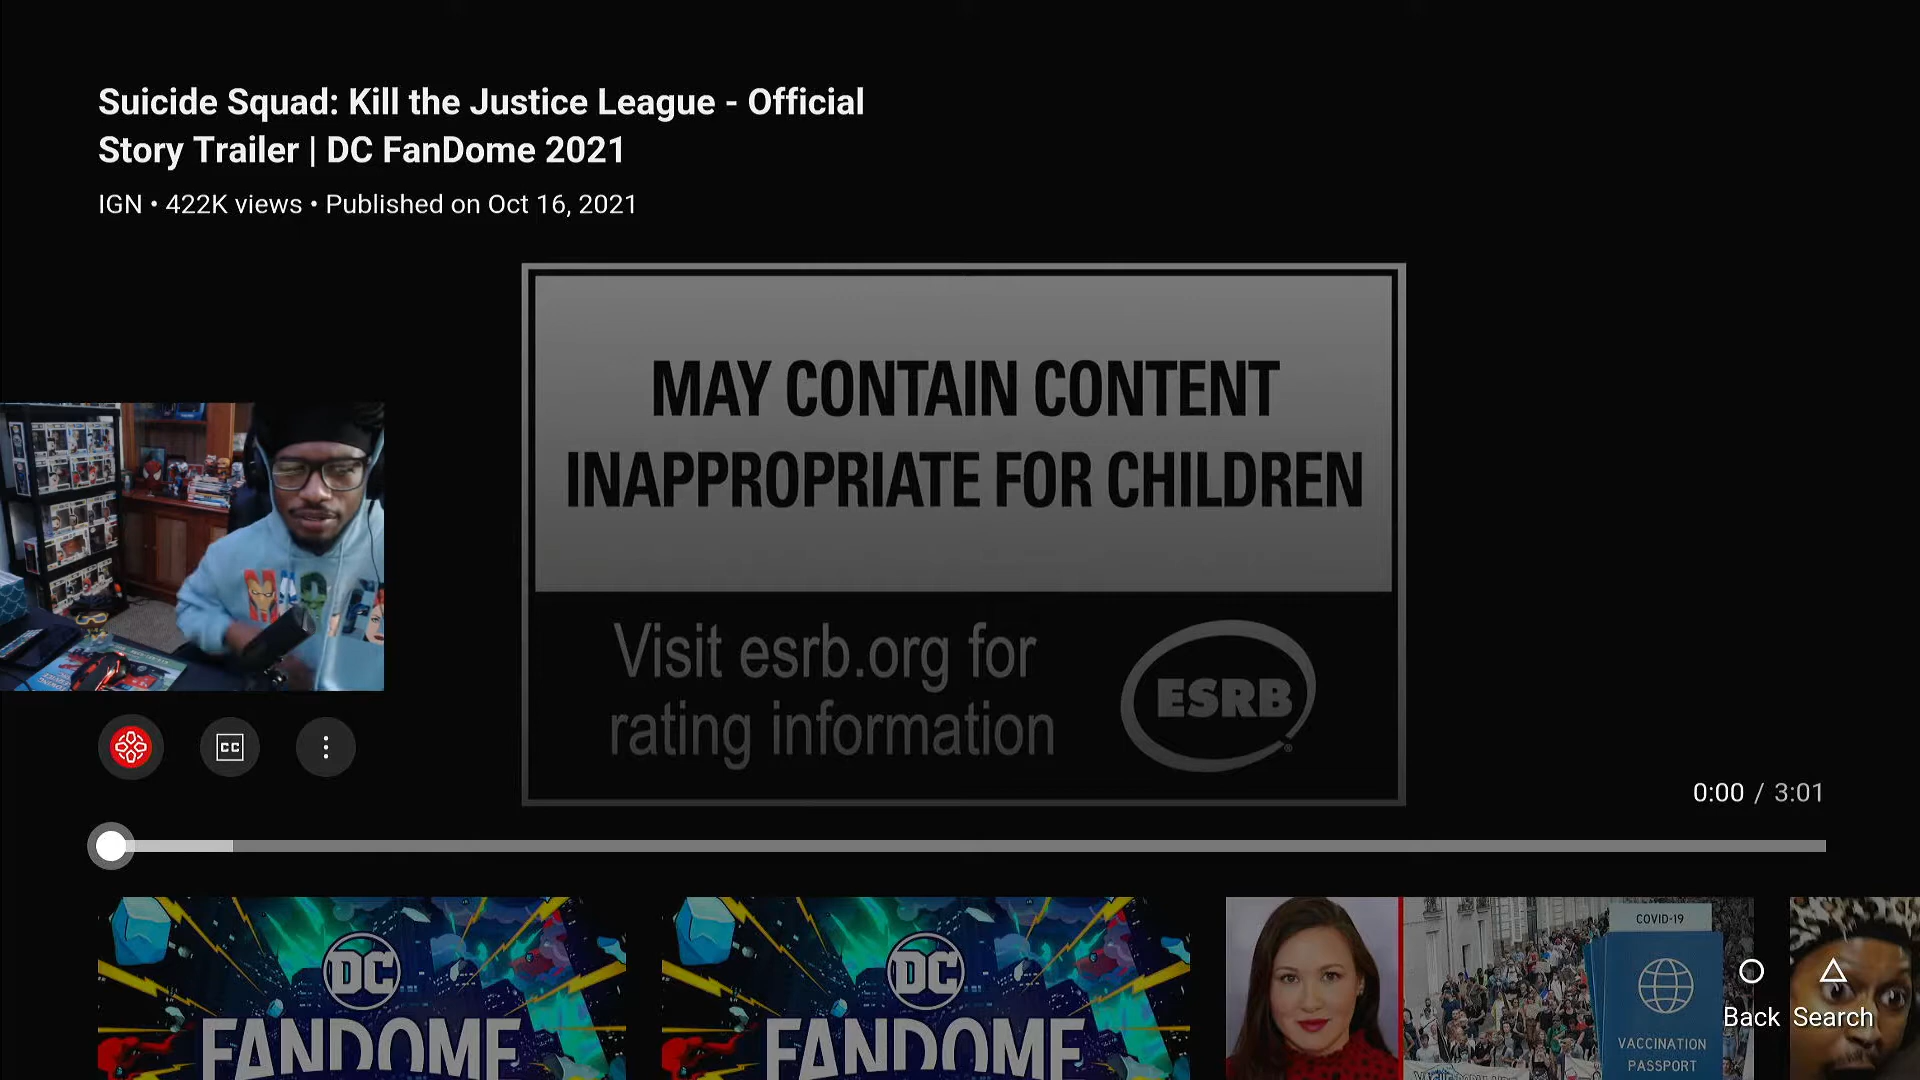 Suicide Squad: Kill the Justice League - Official
Story Trailer | DC FanDome 2021
IGN • 422K views • Published on Oct 16, 2021
MAY CONTAIN CONTENT
INAPPROPRIATE FOR CHILDREN
Visit esrb.org for
rating information
ESRB
CC
0:00 / 3:01
DC
FANDOME
DC
FANDOME
COVID-19
VACCINATION
PASSPORT
Back Search